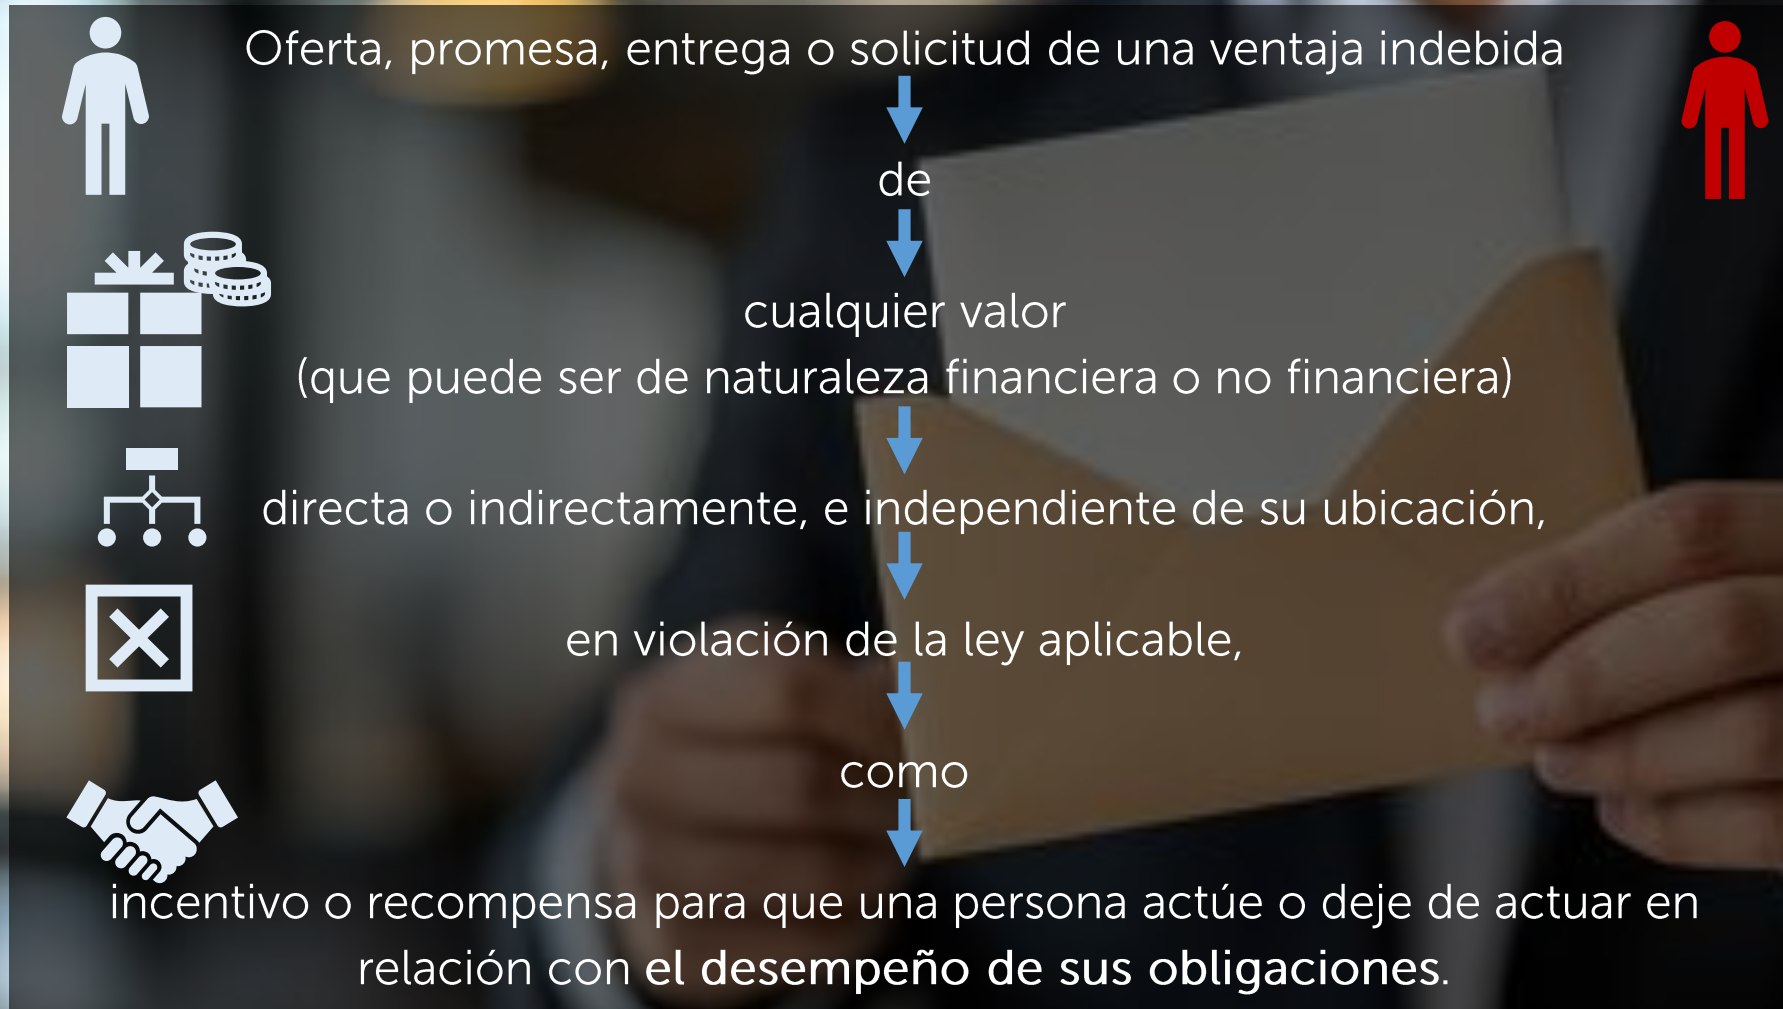 Oferta, promesa, entrega o solicitud de una ventaja indebida
de
cualquier valor
(que puede ser de naturaleza financiera o no financiera)
directa o indirectamente, e independiente de su ubicación,
en violación de la ley aplicable,
como
incentivo o recompensa para que una persona actúe o deje de actuar en
relación con el desempeño de sus obligaciones.